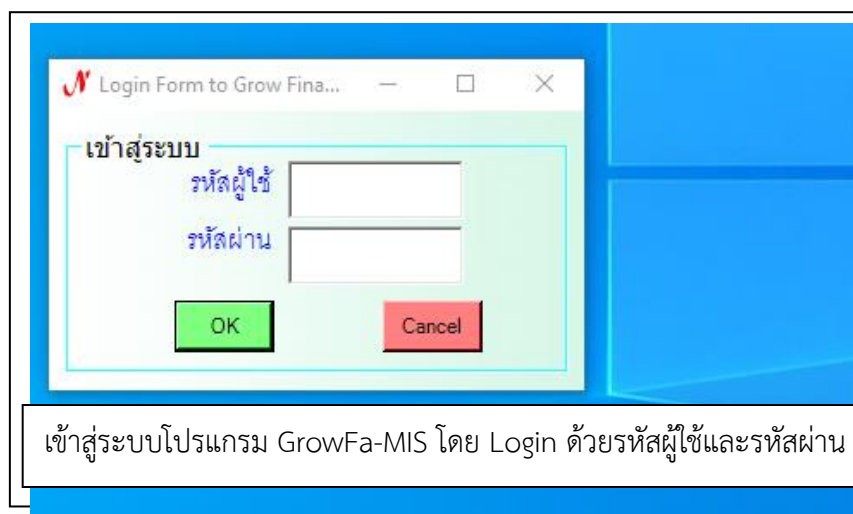 Login Form to Grow Fina...
เข้าสู่ระบบ
รหัสผู้ใช้
รหัสผ่าน
OK Cancel
เข้าสู่ระบบโปรแกรม GrowFa-MIS โดย Login ด้วยรหัสผู้ใช้และรหัสผ่าน